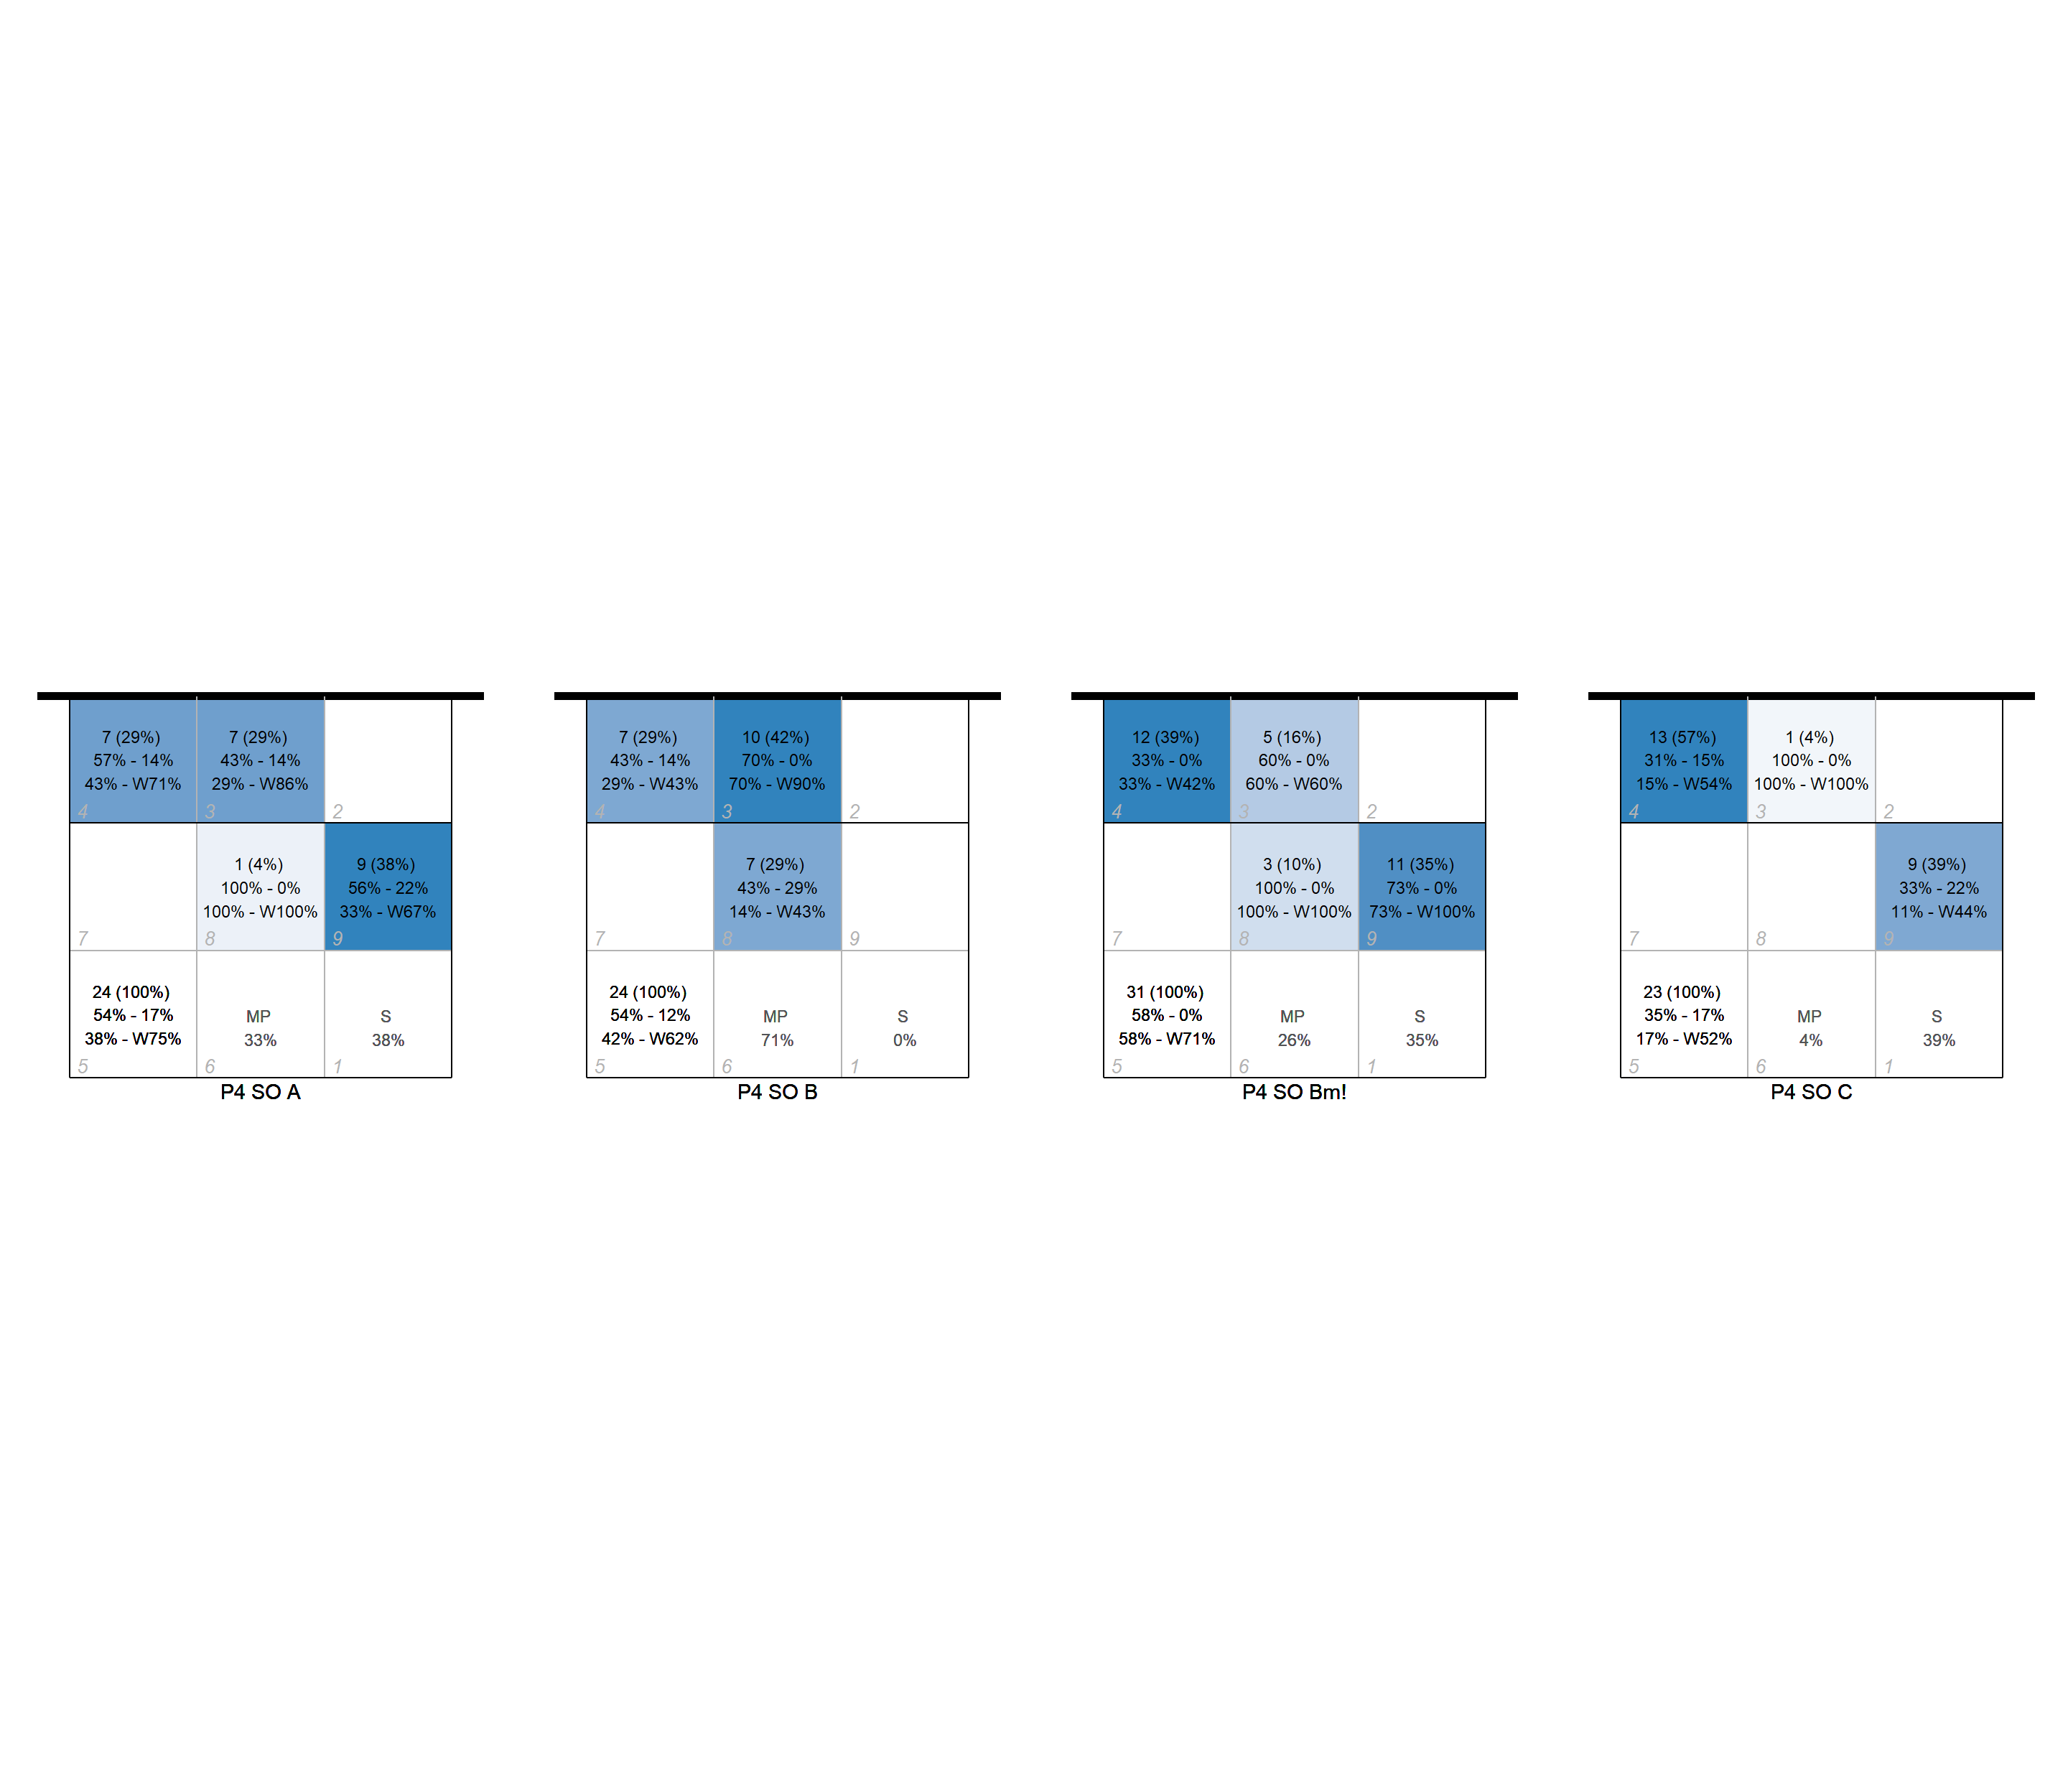 7 (29%)
57% - 14%
43% - W71%
4
7 (29%)
43% - 14%
29% - W86%
3
2
7
1 (4%)
100% - 0%
100% - W100%
8
9 (38%)
56% - 22%
33% - W67%
9
24 (100%)
54% - 17%
38% - W75%
5
MP
33%
6
S
38%
1
P4 SO A
7 (29%)
43% - 14%
29% - W43%
4
10 (42%)
70% - 0%
70% - W90%
3
2
7
7 (29%)
43% - 29%
14% - W43%
8
9
24 (100%)
54% - 12%
42% - W62%
5
MP
71%
6
S
0%
1
P4 SO B
12 (39%)
33% - 0%
33% - W42%
4
5 (16%)
60% - 0%
60% - W60%
3
2
7
3 (10%)
100% - 0%
100% - W100%
8
11 (35%)
73% - 0%
73% - W100%
9
31 (100%)
58% - 0%
58% - W71%
5
MP
26%
6
S
35%
1
P4 SO Bm!
13 (57%)
31% - 15%
15% - W54%
4
1 (4%)
100% - 0%
100% - W100%
3
2
7
8
9 (39%)
33% - 22%
11% - W44%
9
23 (100%)
35% - 17%
17% - W52%
5
MP
4%
6
S
39%
1
P4 SO C